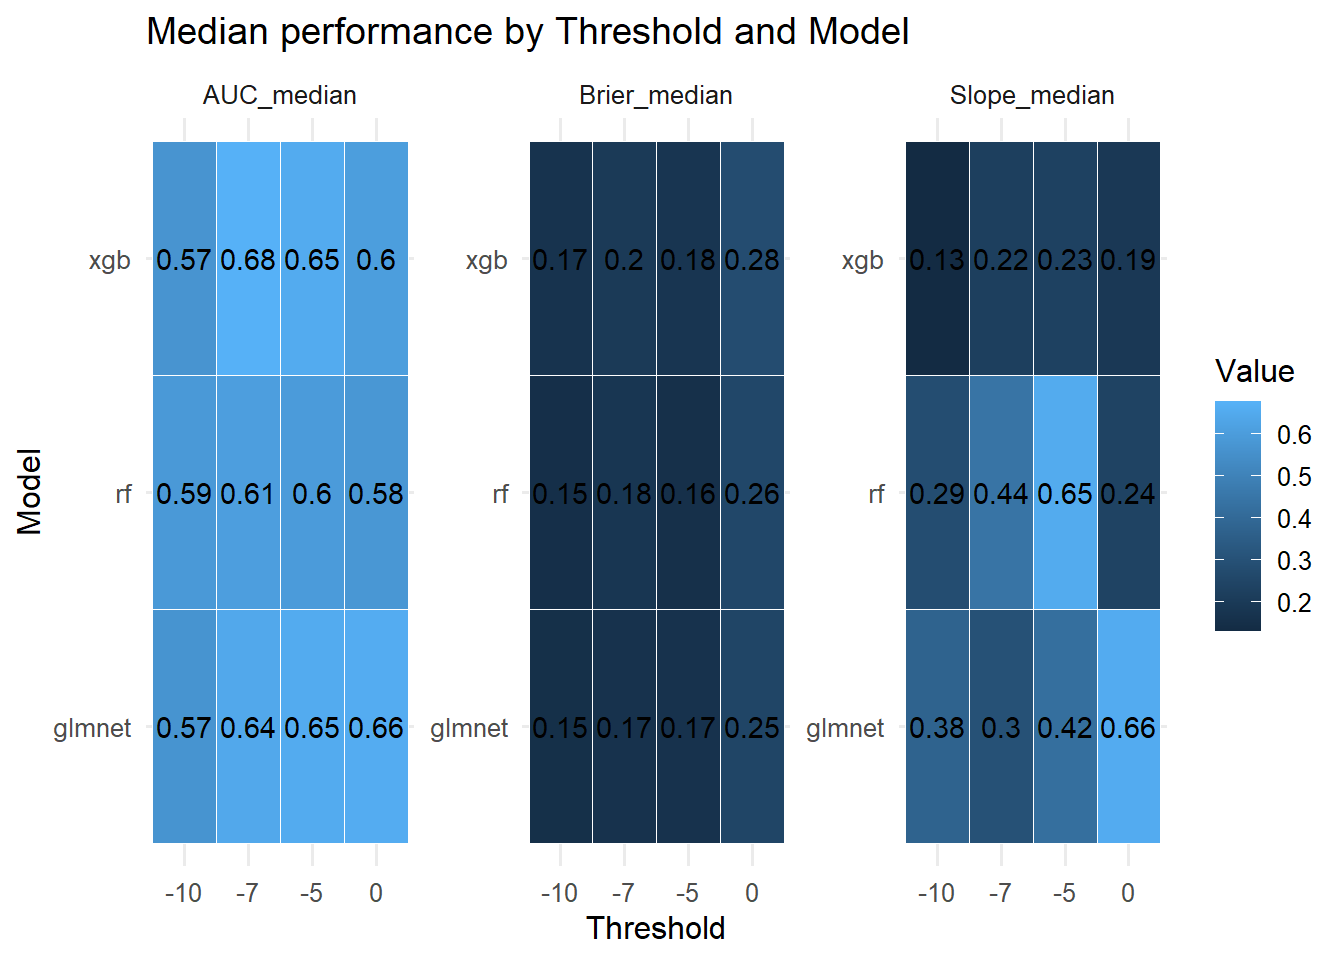 Median performance by Threshold and Model
AUC_median Brier_median Slope_median
xgb 0.57 0.68 0.65 0.6 xgb 0.17 0.2 0.18 0.28 xgb 0.13 0.22 0.23 0.19
Value
0.6
0.5
0.4
0.3
0.2
Model
rf 0.59 0.61 0.6 0.58 rf 0.15 0.18 0.16 0.26 rf 0.29 0.44 0.65 0.24
glmnet 0.57 0.64 0.65 0.66 glmnet 0.15 0.17 0.17 0.25 glmnet 0.38 0.3 0.42 0.66
-10 -7 -5 0 -10 -7 -5 0 -10 -7 -5 0
Threshold